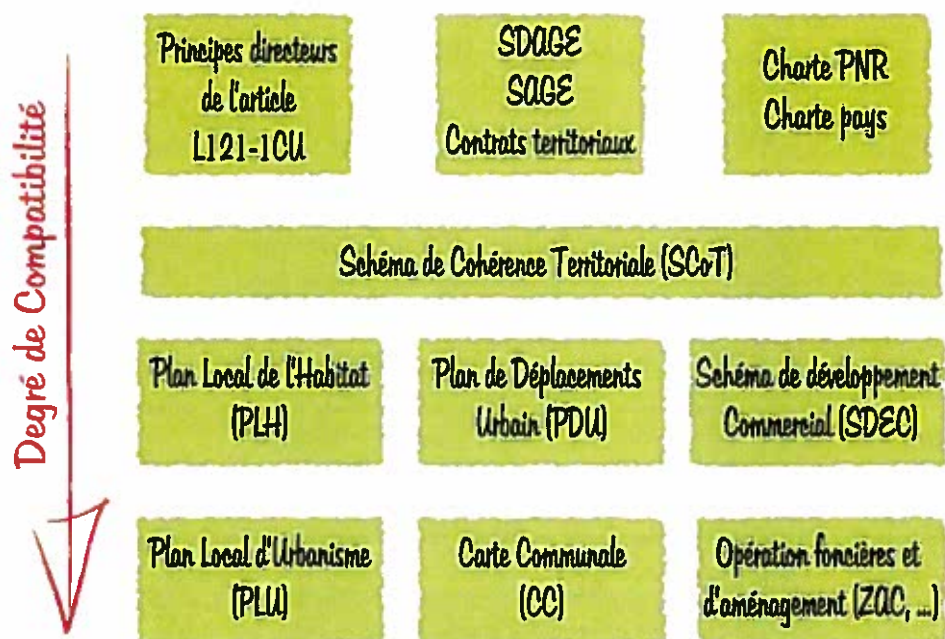 Degré de Compatibilité
Principes directeurs
de l'article
L121-1CU
SDAGE
SAGE
Contrats territoriaux
Charte PNR
Charte pays
Schéma de Cohérence Territoriale (SCoT)
Plan Local de l'Habitat
(PLH)
Plan de Déplacements
Urbain (PDU)
Schéma de développement
Commercial (SDEC)
Plan Local d'Urbanisme
(PLU)
Carte Communale
(CC)
Opération foncières et
d'aménagement (ZAC, ...)